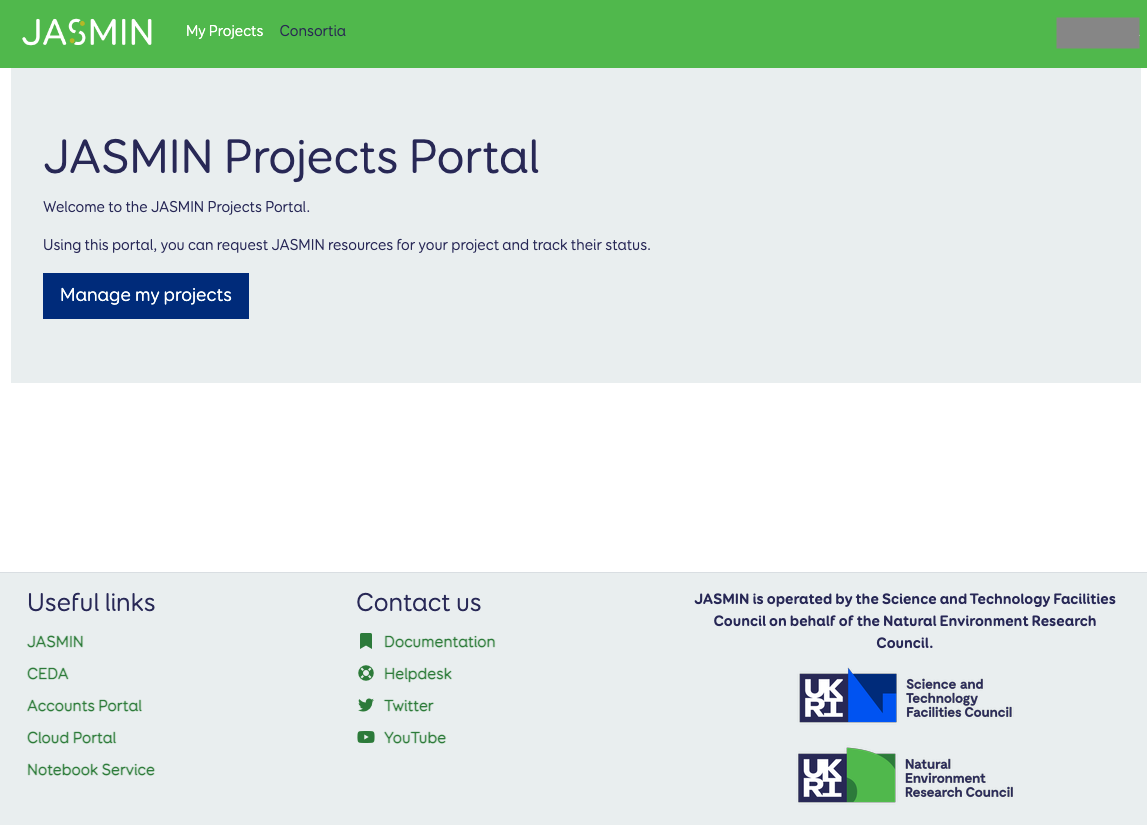 JASMIN My Projects Consortia
JASMIN Projects Portal
Welcome to the JASMIN Projects Portal.
Using this portal, you can request JASMIN resources for your project and track their status.
Manage my projects
Useful links
JASMIN
CEDA
Accounts Portal
Cloud Portal
Notebook Service
Contact us
Documentation
Helpdesk
Twitter
YouTube
JASMIN is operated by the Science and Technology Facilities
Council on behalf of the Natural Environment Research
Council.
UK
RI
Science and
Technology
Facilities Council
UK
RI
Natural
Environment
Research Council